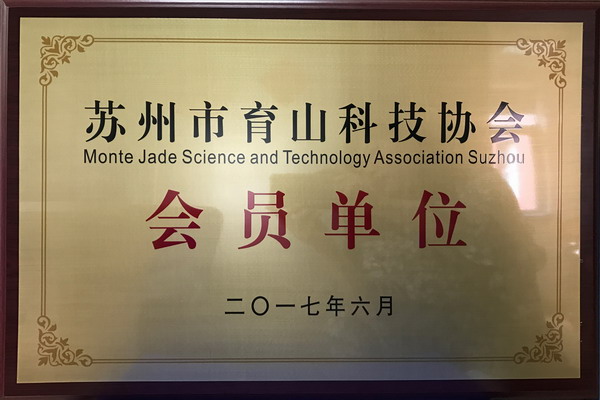 苏州市育山科技协会
Monte Jade Science and Technology Association Suzhou
会员单位
二〇一七年六月